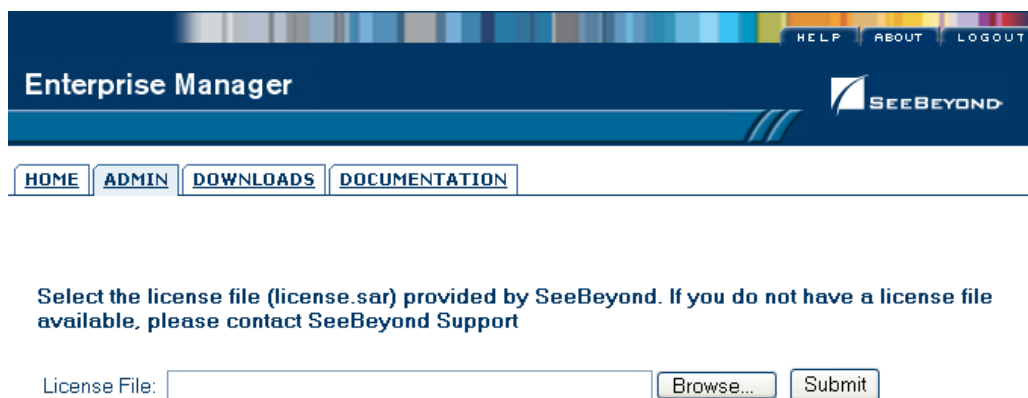 HELP ABOUT LOGOUT
Enterprise Manager
SEEBEYOND
HOME ADMIN DOWNLOADS DOCUMENTATION
Select the license file (license.sar) provided by SeeBeyond. If you do not have a license file
available, please contact SeeBeyond Support
License File: Browse... Submit